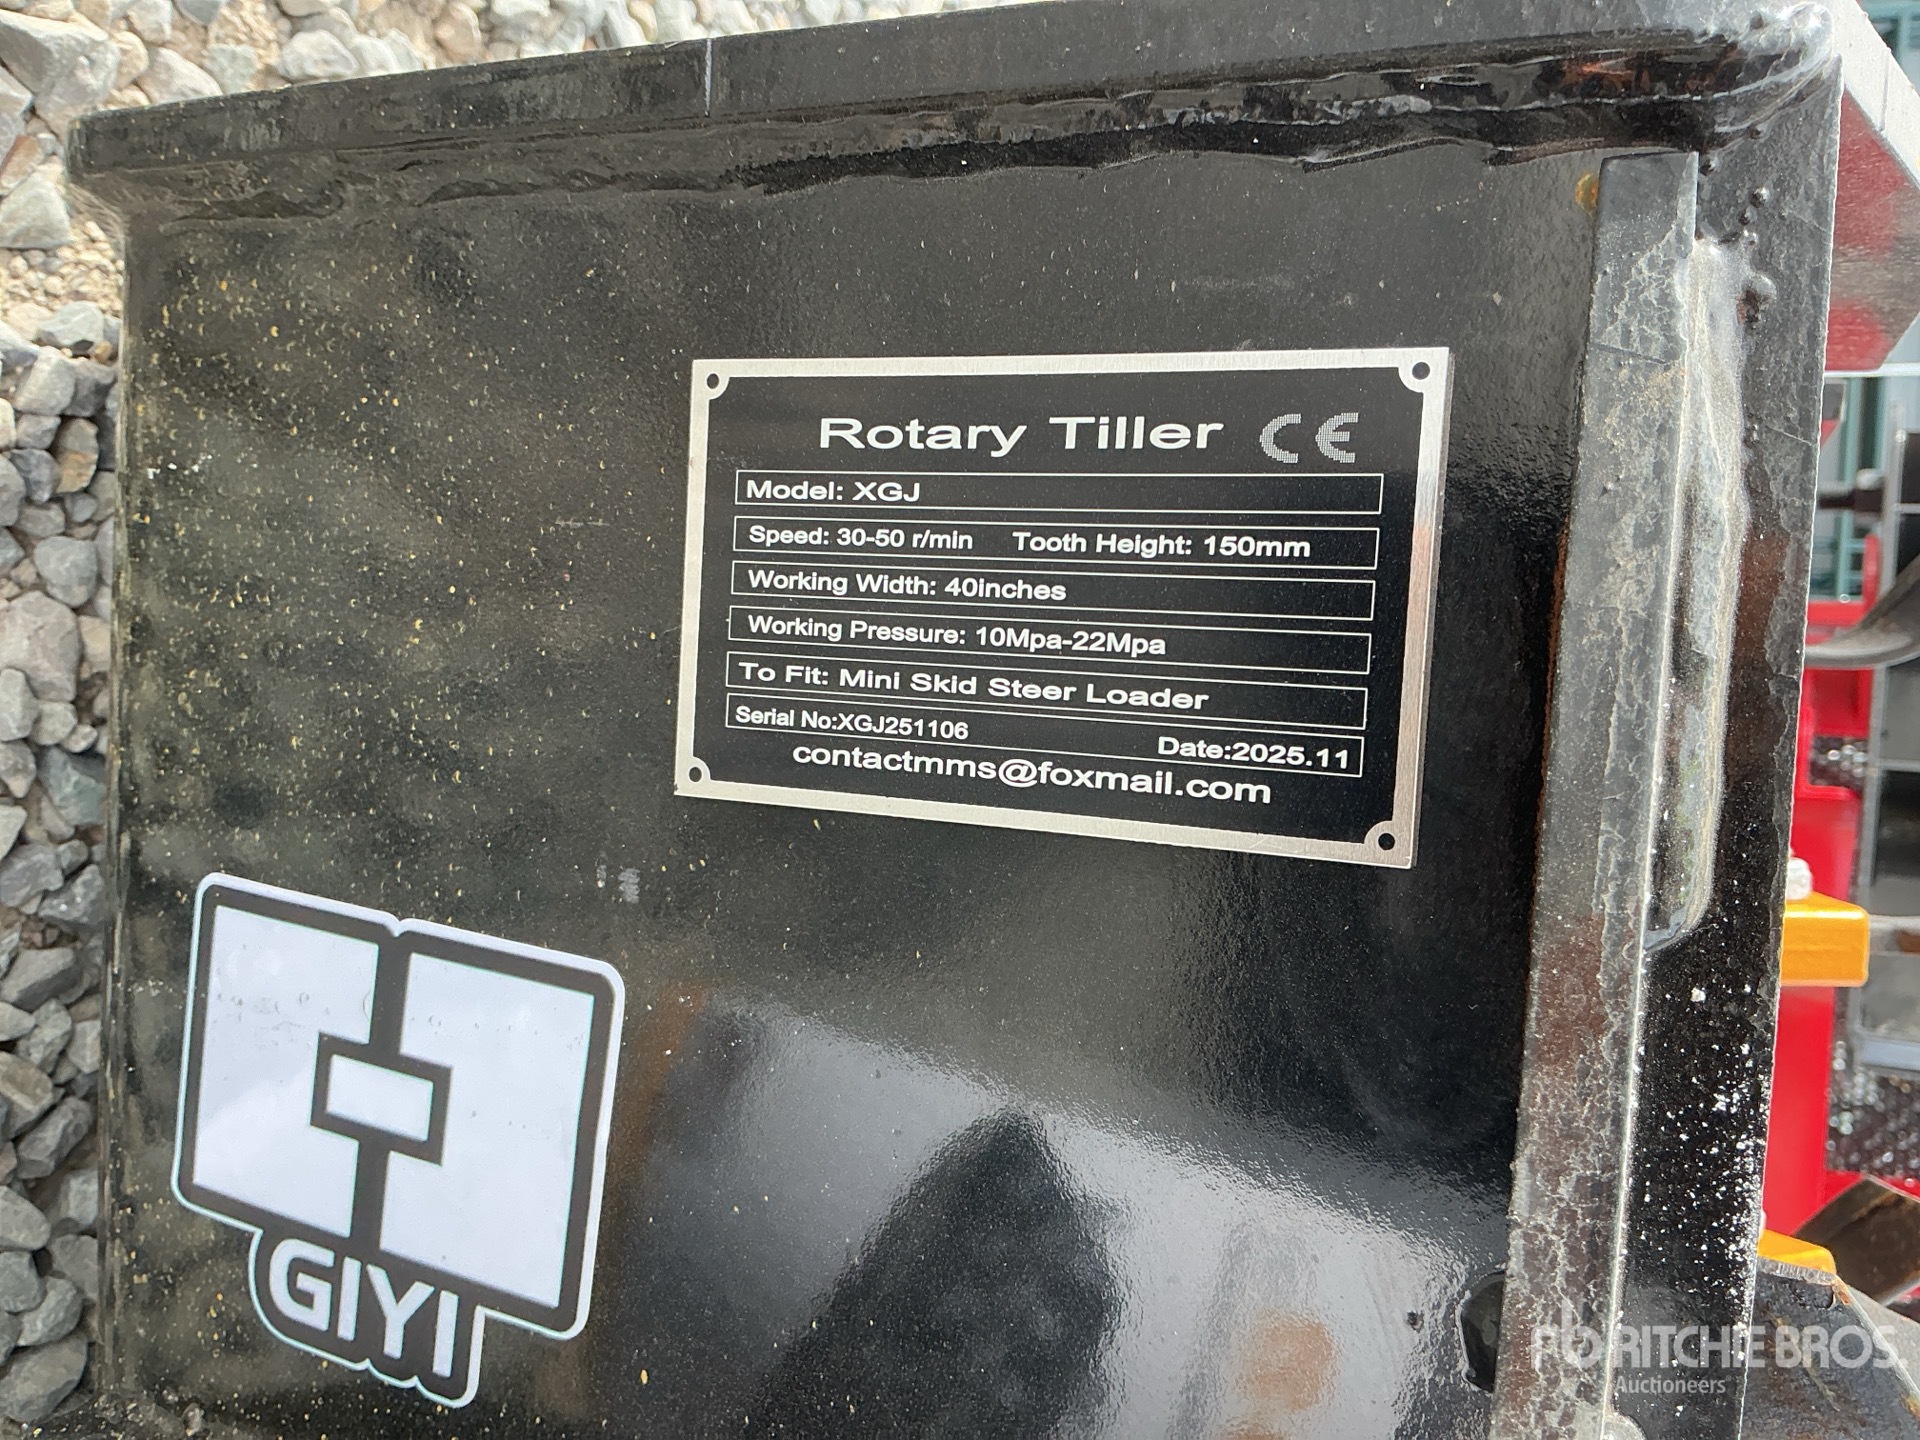 Rotary Tiller CE
Model: XGJ
Speed: 30-50 r/min Tooth Height: 150mm
Working Width: 40inches
Working Pressure: 10Mpa-22Mpa
To Fit: Mini Skid Steer Loader
Serial No:XGJ251106 Date:2025.11
contactmms@foxmail.com
GIYI
rb RITCHIE BROS.
Auctioneers